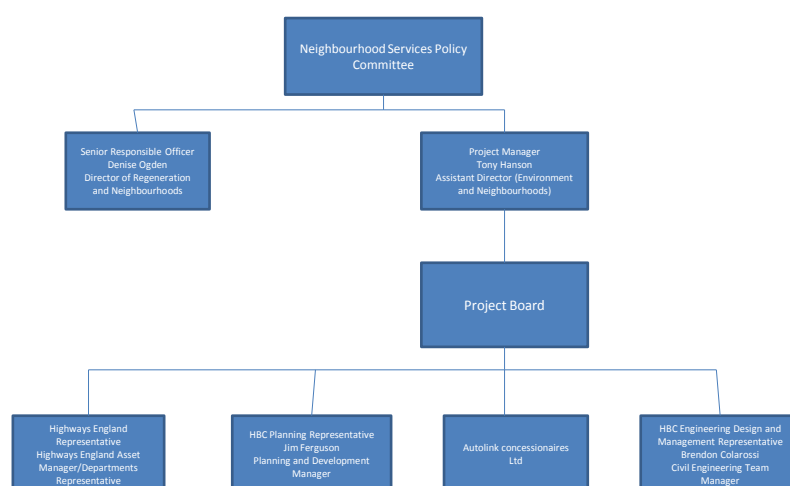 Neighbourhood Services Policy
Committee
Senior Responsible Officer
Denise Ogden
Director of Regeneration
and Neighbourhoods
Project Manager
Tony Hanson
Assistant Director (Environment
and Neighbourhoods)
Project Board
Highways England
Representative
Highways England Asset
Manager/Departments
Representative
HBC Planning Representative
Jim Ferguson
Planning and Development
Manager
Autolink concessionaires
Ltd
HBC Engineering Design and
Management Representative
Brendon Colarossi
Civil Engineering Team
Manager